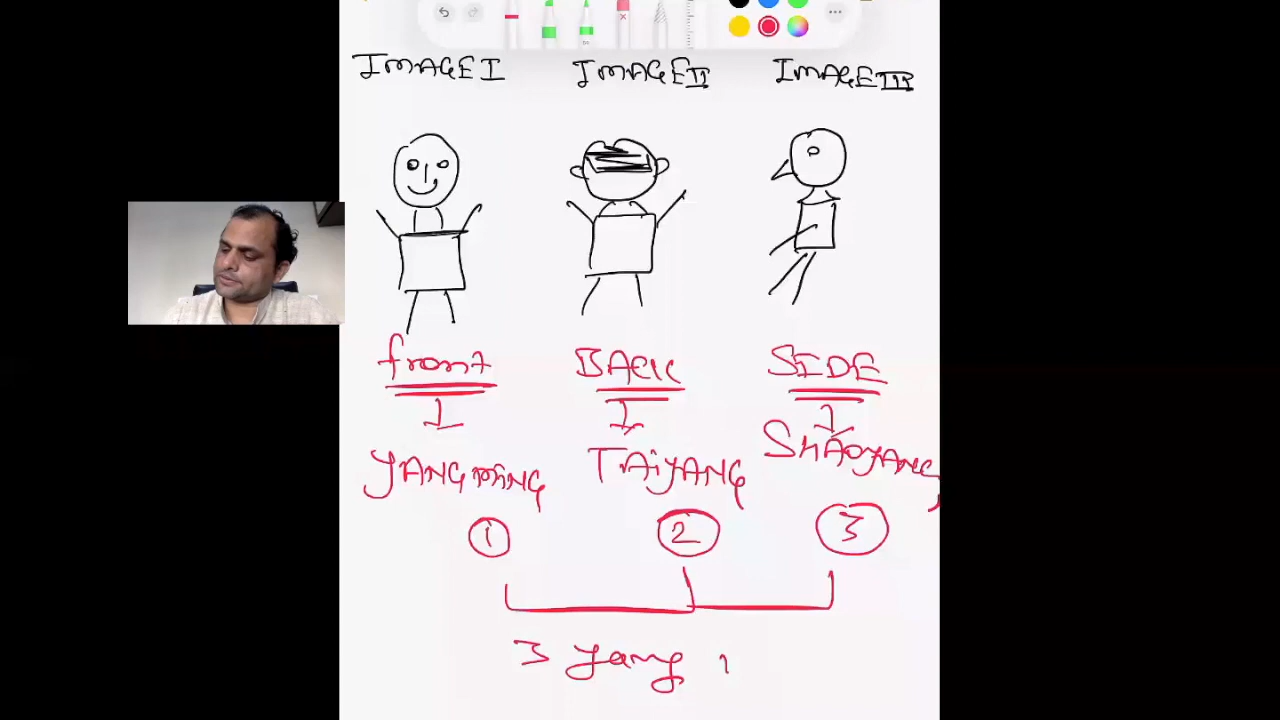 IMAGE I IMAGE II IMAGE III
front BACK SIDE
YANGMING TAiYANG SHAOYANG
1 2 3
3 yang